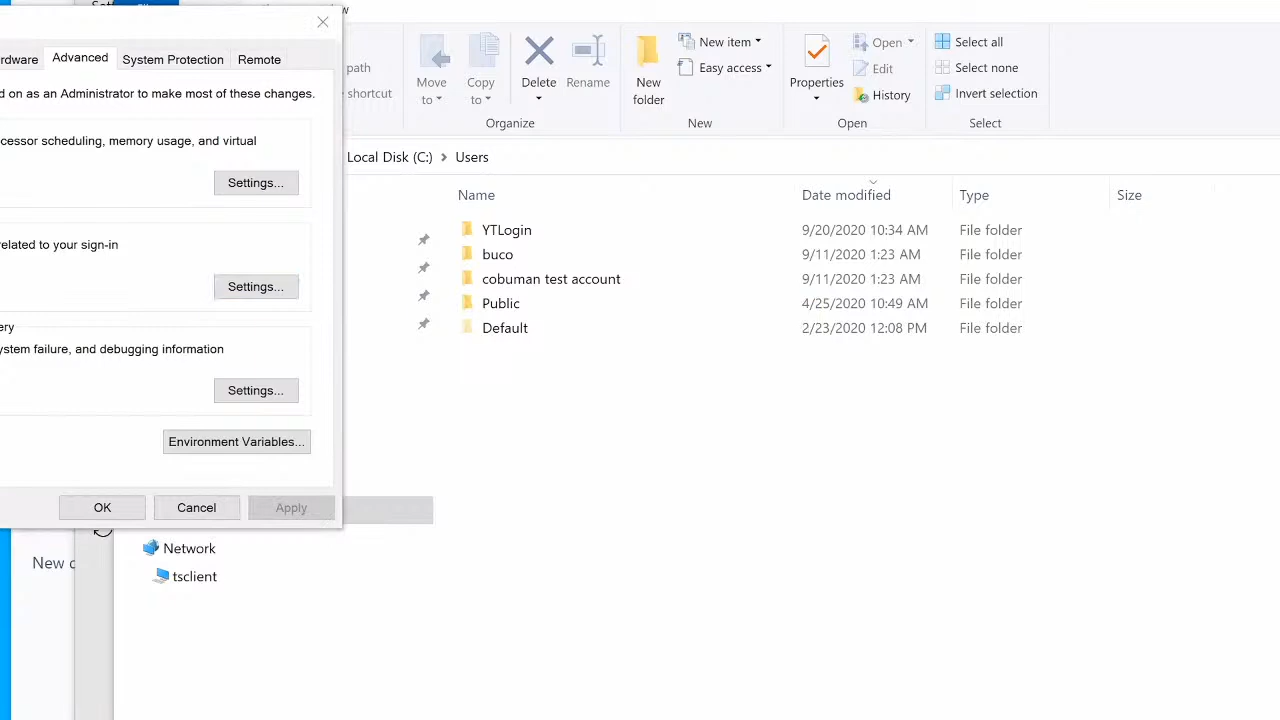 rdware
Advanced
System Protection
Remote
d on as an Administrator to make most of these changes.
cessor scheduling, memory usage, and virtual
Settings...
related to your sign-in
Settings...
ery
ystem failure, and debugging information
Settings...
Environment Variables...
OK
Cancel
Apply
New
path
shortcut
Move
to
Copy
to
Delete
Rename
Organize
New
folder
New item
Easy access
New
Properties
Open
Edit
History
Open
Select all
Select none
Invert selection
Select
Local Disk (C:) > Users
Name Date modified Type Size
YTLogin 9/20/2020 10:34 AM File folder
buco 9/11/2020 1:23 AM File folder
cobuman test account 9/11/2020 1:23 AM File folder
Public 4/25/2020 10:49 AM File folder
Default 2/23/2020 12:08 PM File folder
Network
tsclient